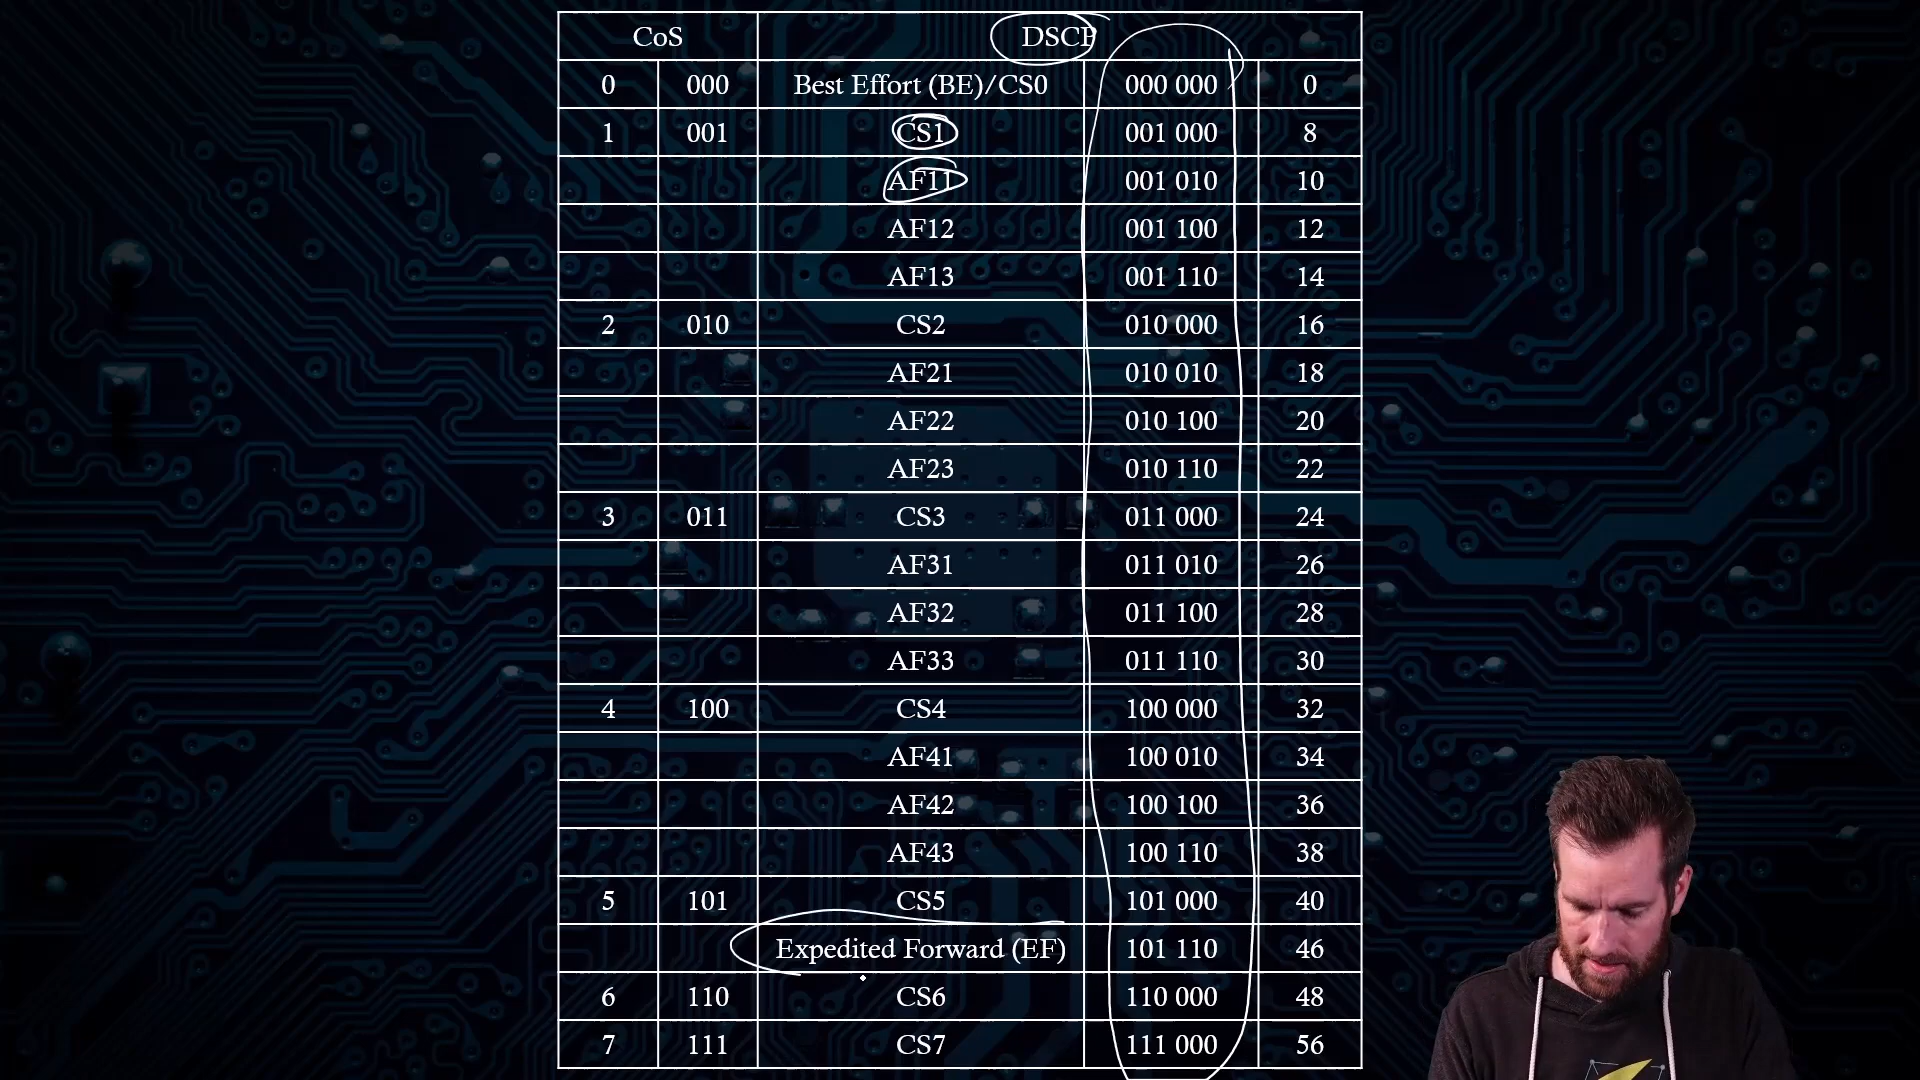 CoS DSCP
0 000 Best Effort (BE)/CS0 000 000 0
1 001 CS1 001 000 8
AF11 001 010 10
AF12 001 100 12
AF13 001 110 14
2 010 CS2 010 000 16
AF21 010 010 18
AF22 010 100 20
AF23 010 110 22
3 011 CS3 011 000 24
AF31 011 010 26
AF32 011 100 28
AF33 011 110 30
4 100 CS4 100 000 32
AF41 100 010 34
AF42 100 100 36
AF43 100 110 38
5 101 CS5 101 000 40
Expedited Forward (EF) 101 110 46
6 110 CS6 110 000 48
7 111 CS7 111 000 56